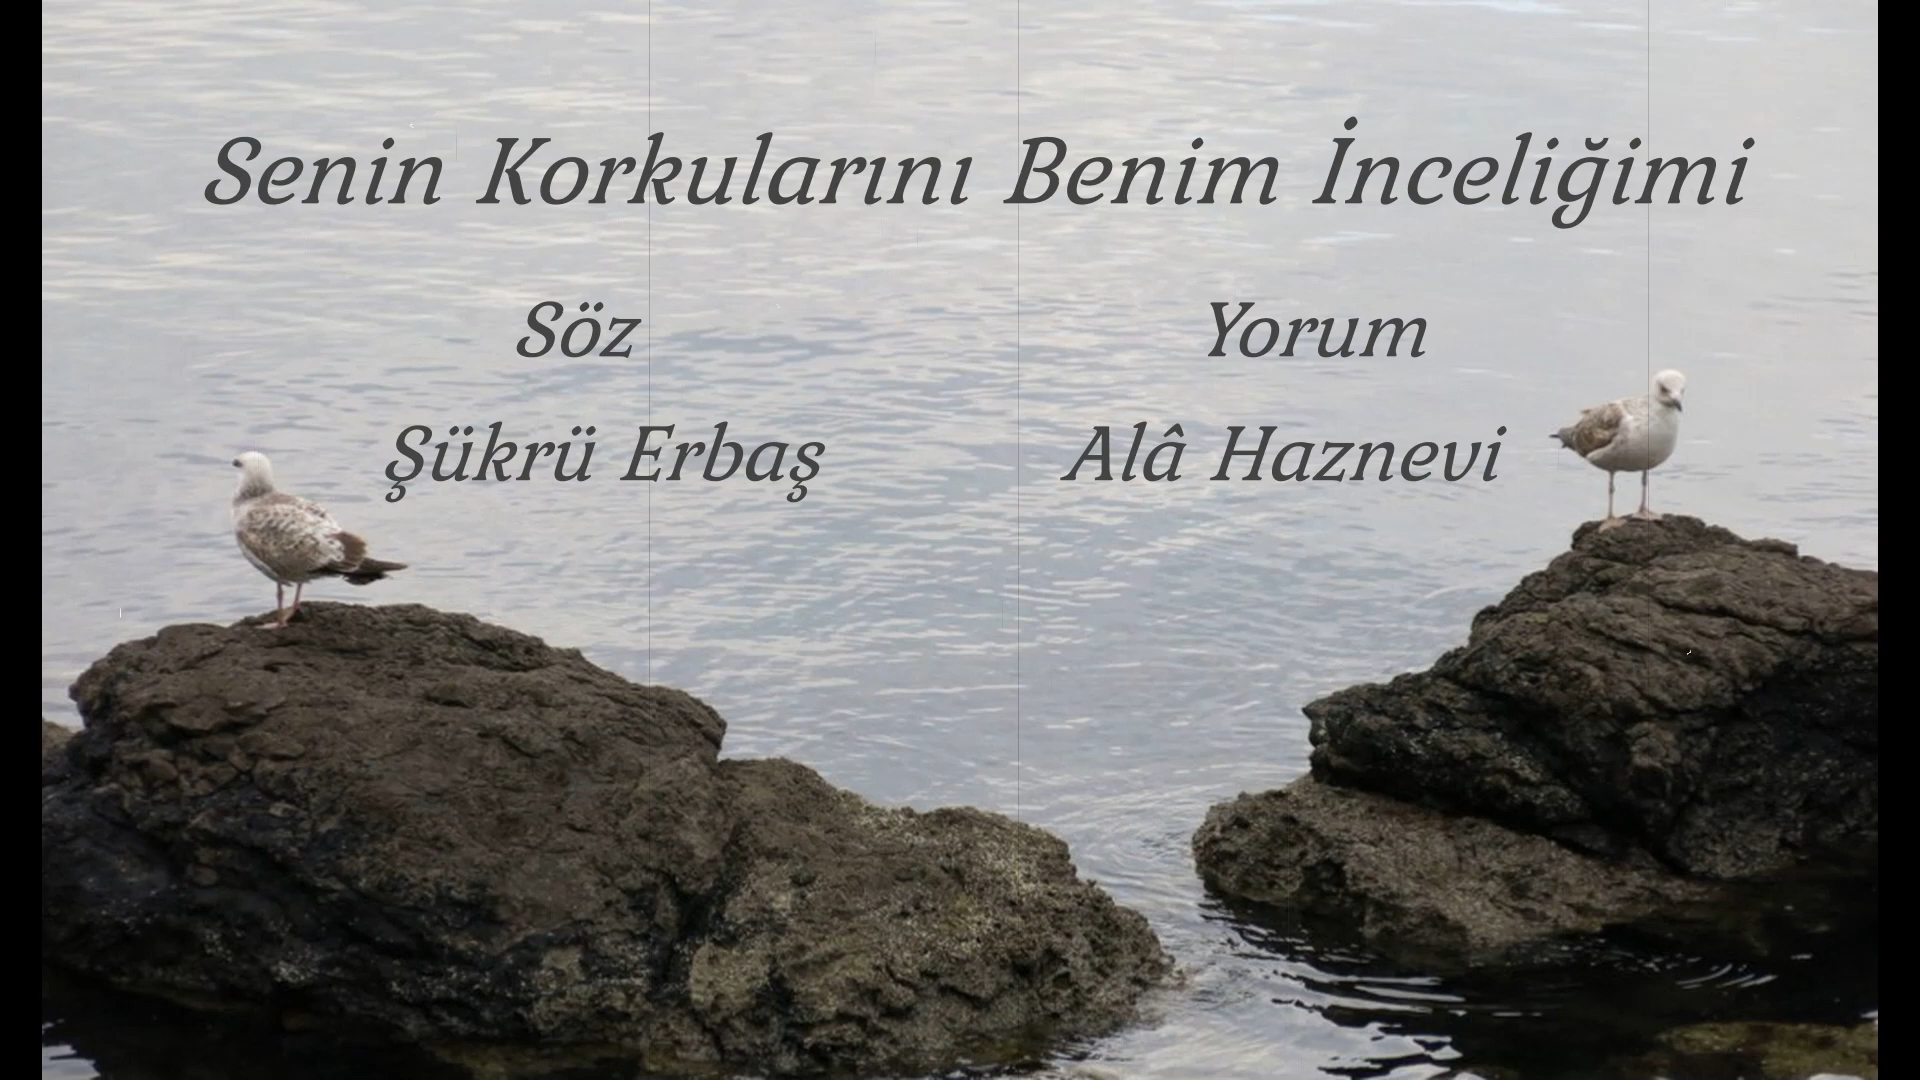 Senin Korkularını Benim İnceliğimi
Söz
Yorum
Şükrü Erbaş
Alâ Haznevi